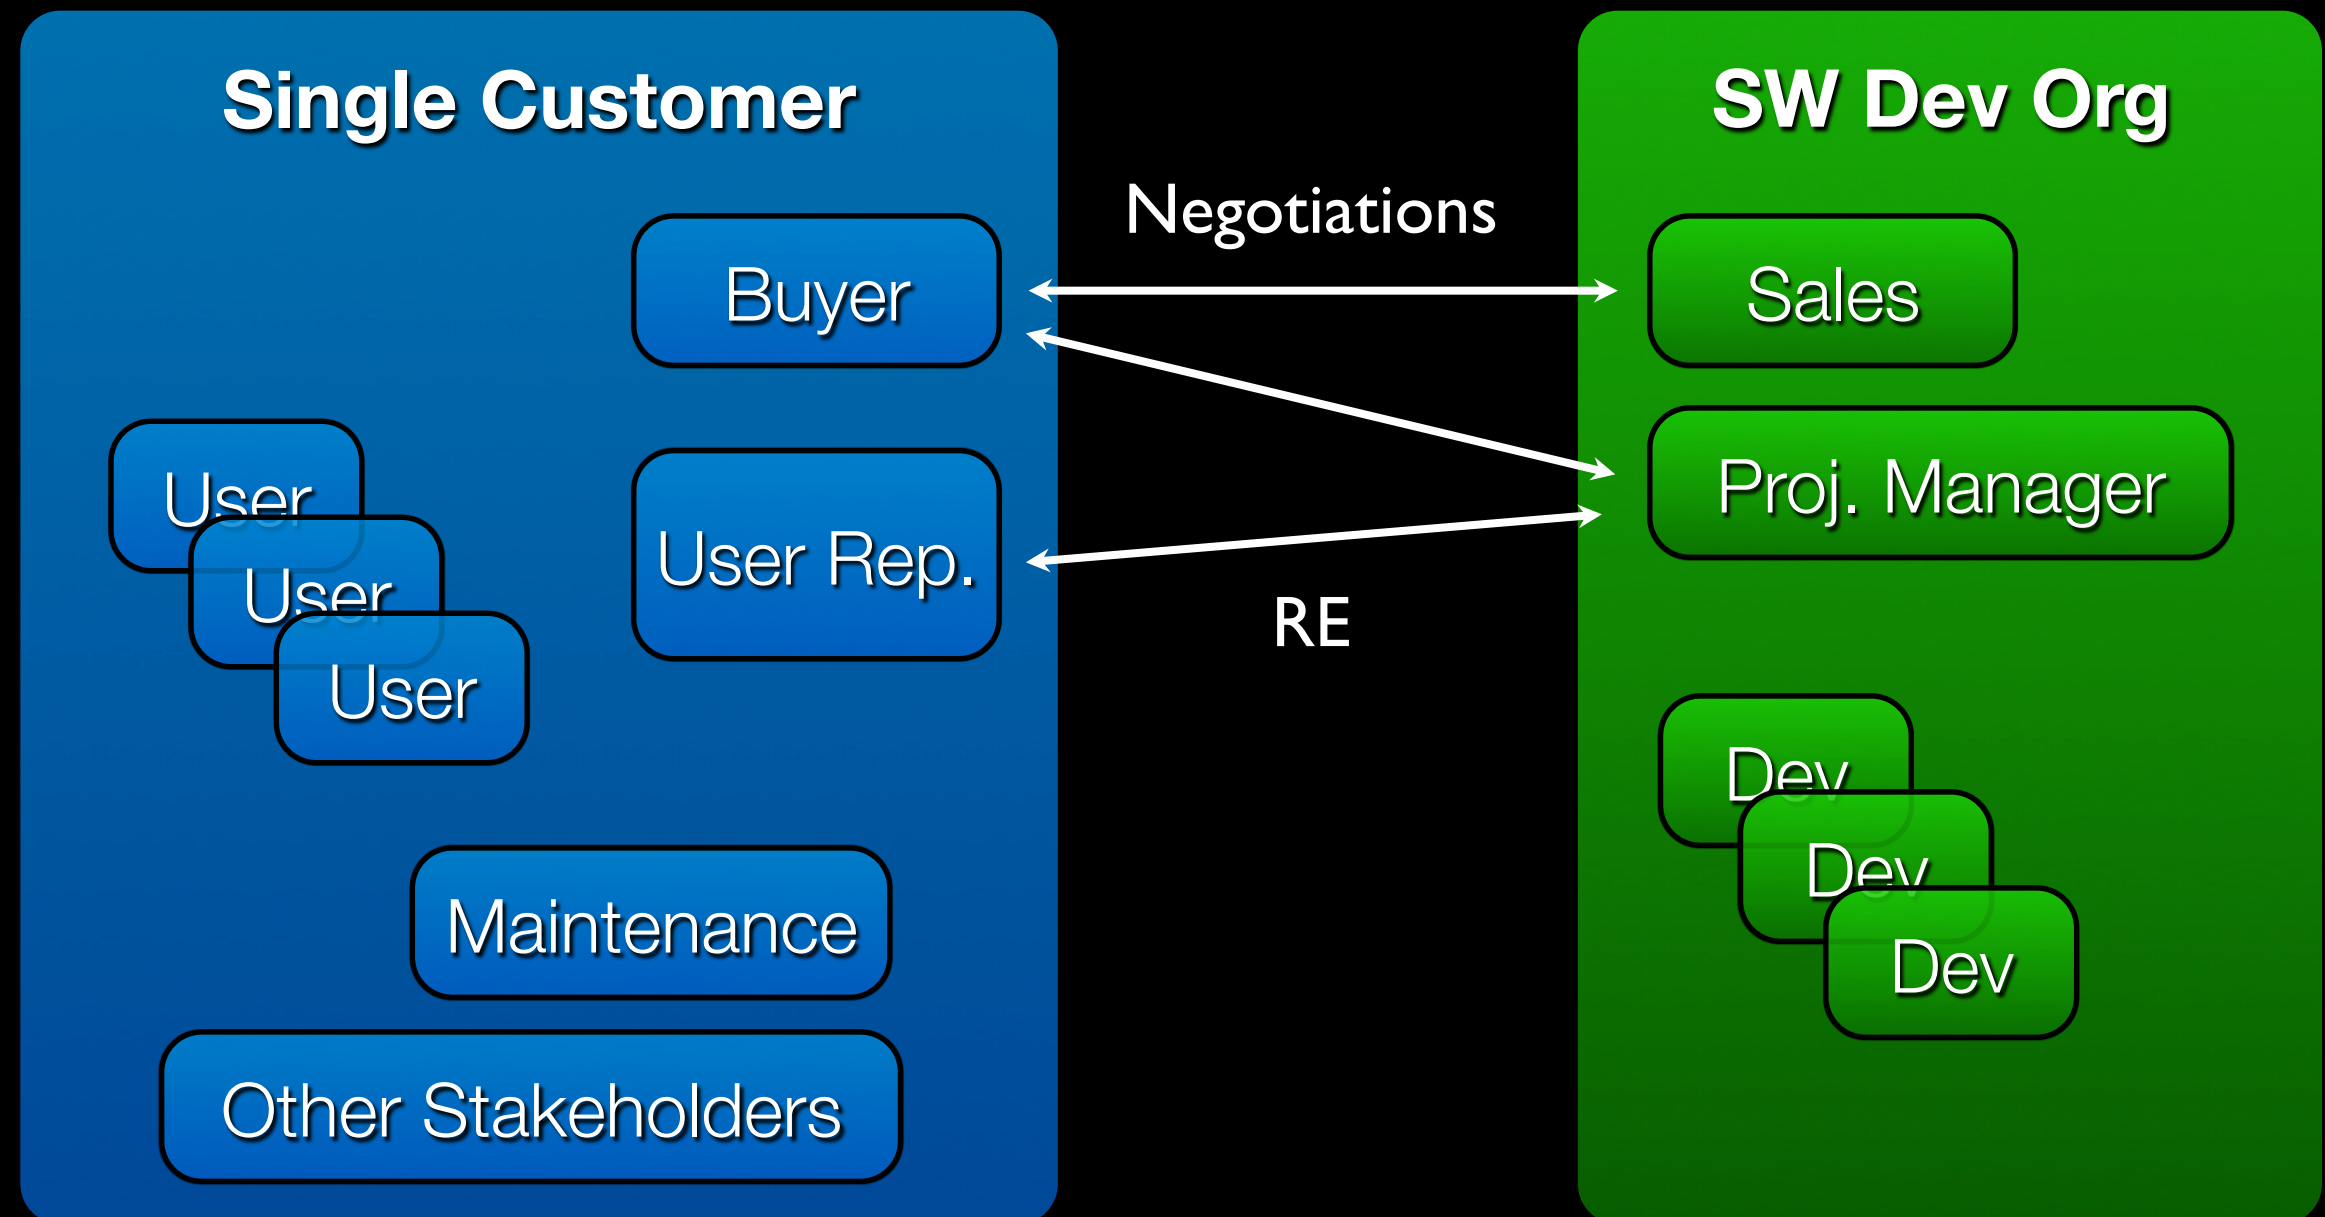 Single Customer
SW Dev Org
Negotiations
Buyer
Sales
User
User
User
User Rep.
Proj. Manager
RE
Dev
Dev
Dev
Maintenance
Other Stakeholders